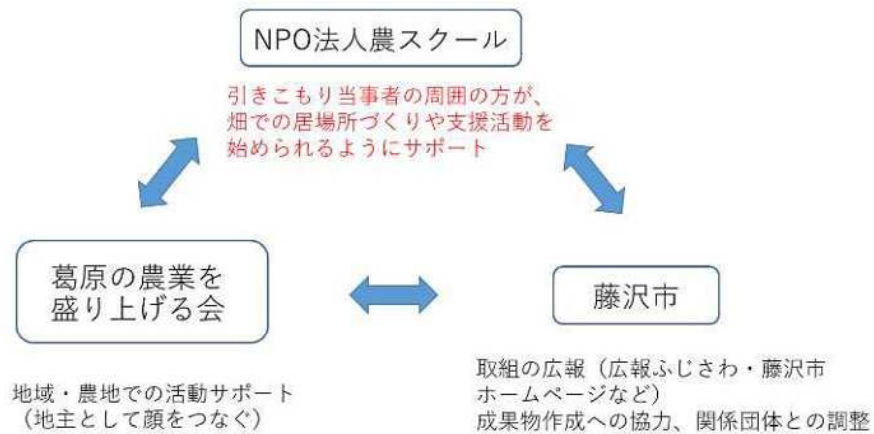 NPO法人農スクール
引きこもり当事者の周囲の方が、
畑での居場所づくりや支援活動を
始められるようにサポート
葛原の農業を
盛り上げる会
地域・農地での活動サポート
（地主として顔をつなぐ）
藤沢市
取組の広報（広報ふじさわ・藤沢市
ホームページなど）
成果物作成への協力、関係団体との調整